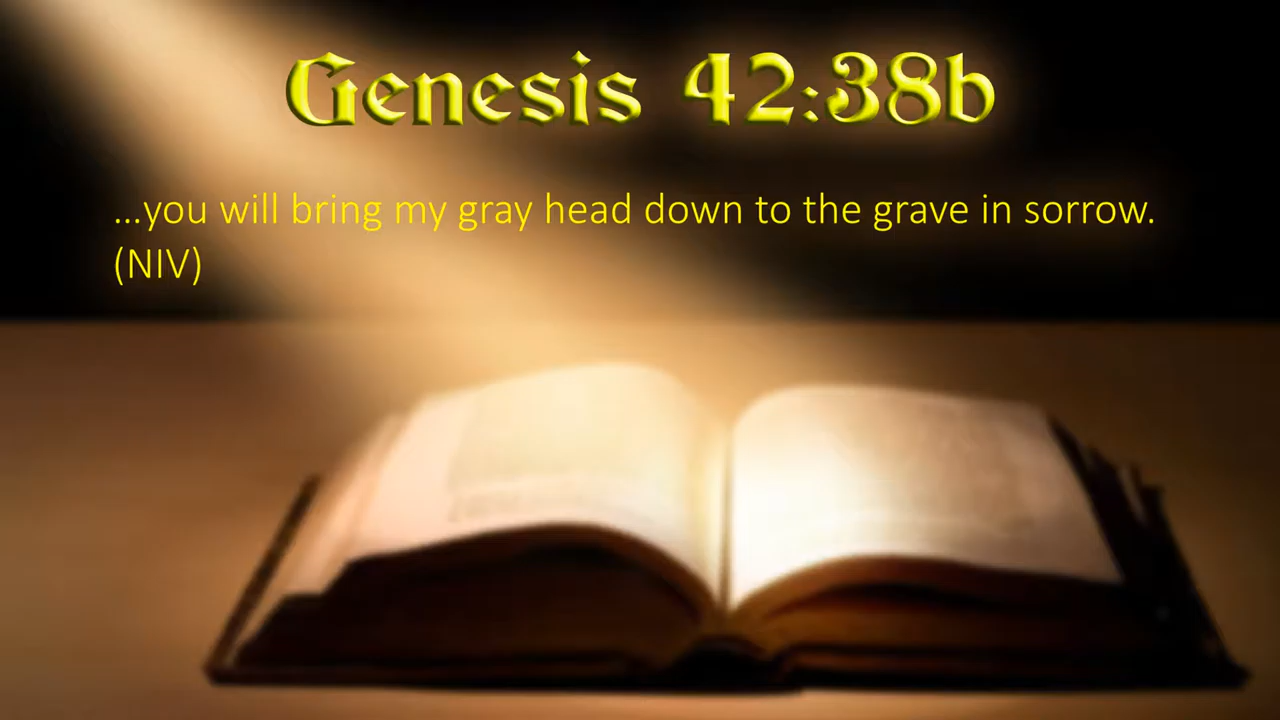 Genesis 42:38b
...you will bring my gray head down to the grave in sorrow.
(NIV)